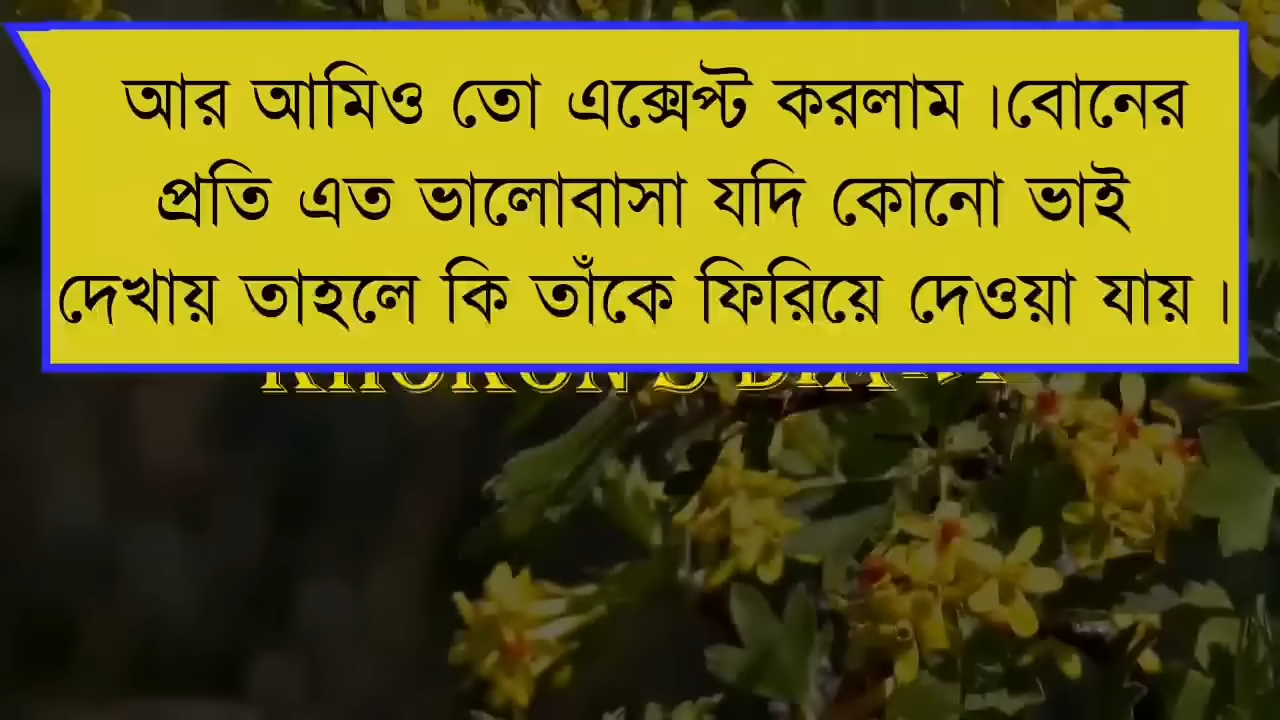 আর আমিও তো এক্সেপ্ট করলাম ।বোনের
প্রতি এত ভালোবাসা যদি কোনো ভাই
দেখায় তাহলে কি তাঁকে ফিরিয়ে দেওয়া যায় ।